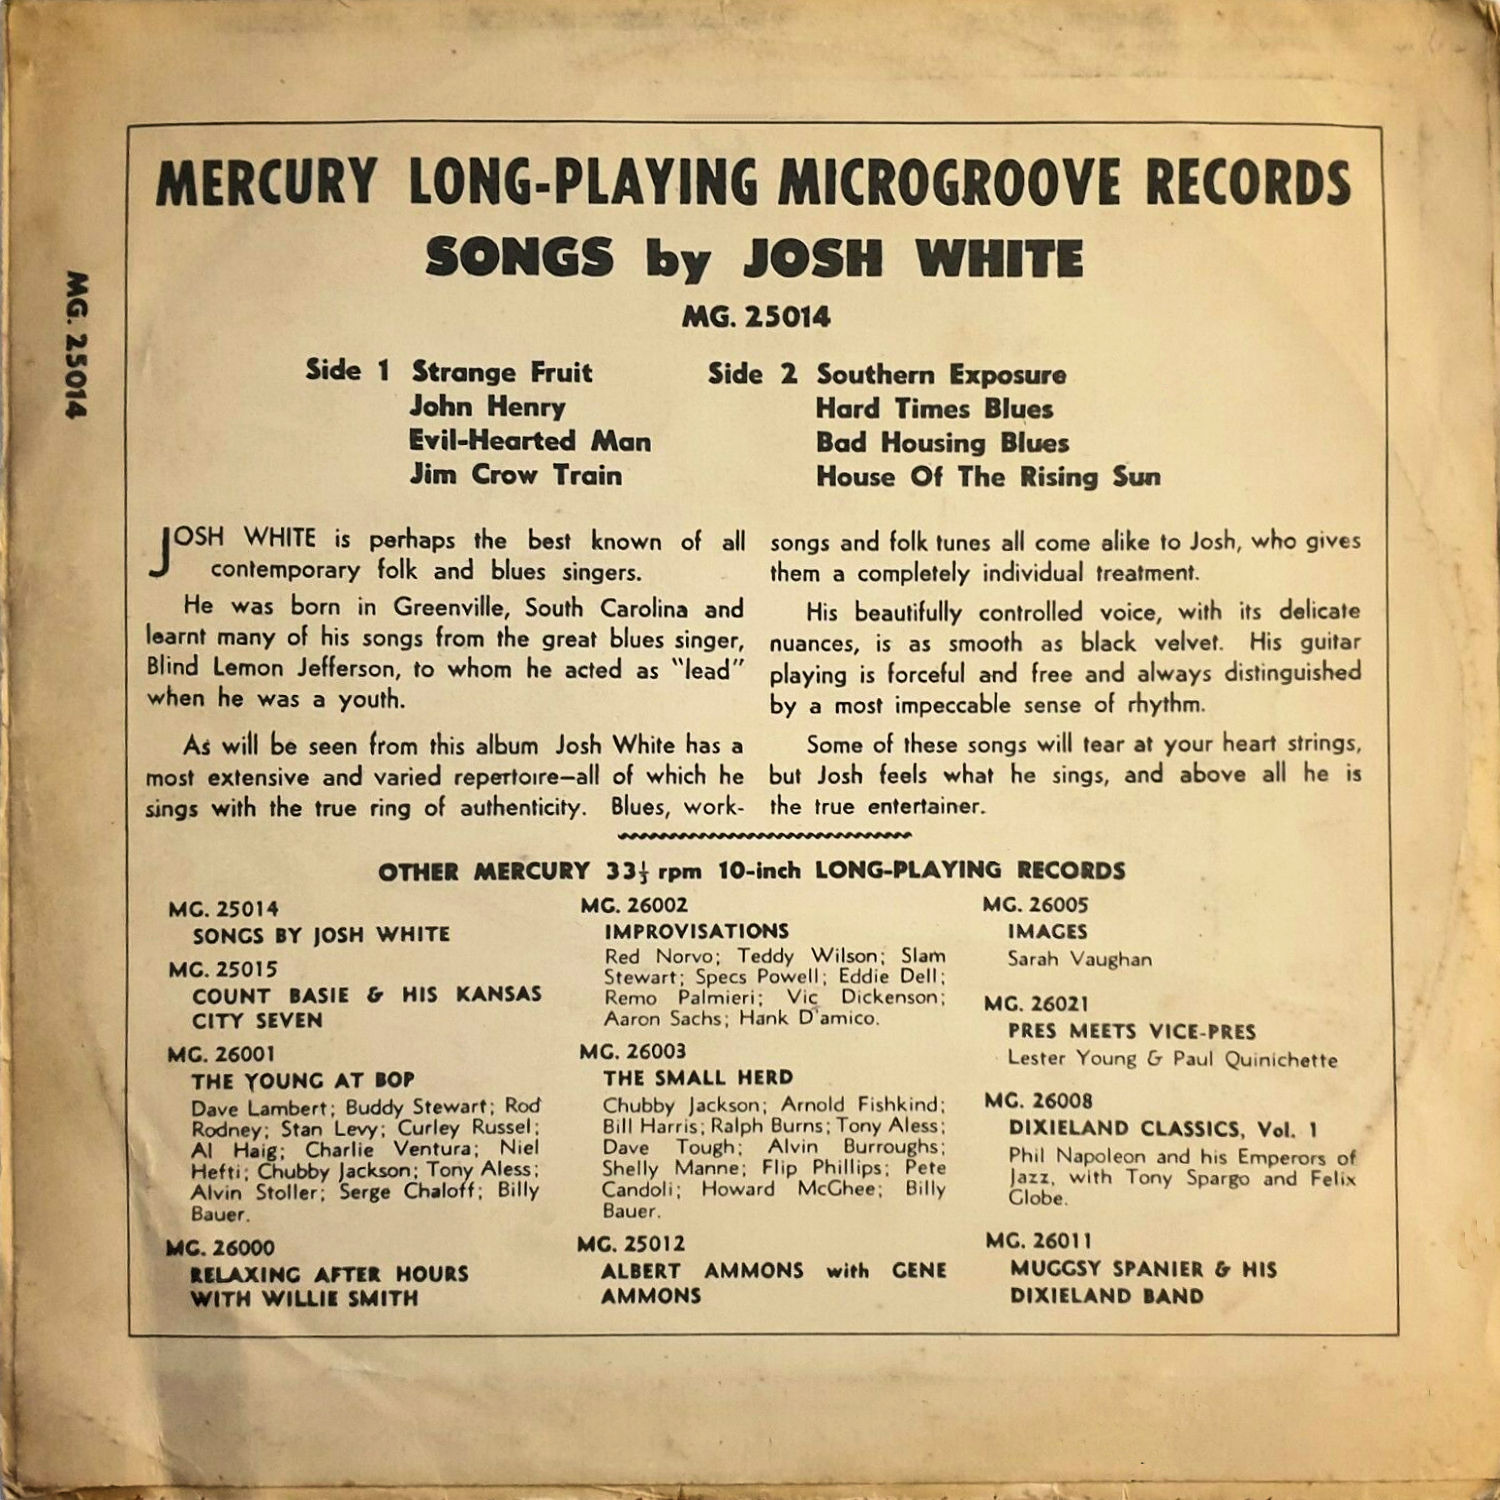 MERCURY LONG-PLAYING MICROGROOVE RECORDS
SONGS by JOSH WHITE
MG. 25014
MG. 25014
Side 1 Strange Fruit
John Henry
Evil-Hearted Man
Jim Crow Train
Side 2 Southern Exposure
Hard Times Blues
Bad Housing Blues
House Of The Rising Sun
JOSH WHITE is perhaps the best known of all
contemporary folk and blues singers.
He was born in Greenville, South Carolina and
learnt many of his songs from the great blues singer,
Blind Lemon Jefferson, to whom he acted as "lead"
when he was a youth.
As will be seen from this album Josh White has a
most extensive and varied repertoire—all of which he
sings with the true ring of authenticity. Blues, work-
songs and folk tunes all come alike to Josh, who gives
them a completely individual treatment.
His beautifully controlled voice, with its delicate
nuances, is as smooth as black velvet. His guitar
playing is forceful and free and always distinguished
by a most impeccable sense of rhythm.
Some of these songs will tear at your heart strings,
but Josh feels what he sings, and above all he is
the true entertainer.
OTHER MERCURY 33⅓ rpm 10-inch LONG-PLAYING RECORDS
MG. 25014
SONGS BY JOSH WHITE
MG. 25015
COUNT BASIE & HIS KANSAS
CITY SEVEN
MG. 26001
THE YOUNG AT BOP
Dave Lambert; Buddy Stewart; Rod
Rodney; Stan Levy; Curley Russel;
Al Haig; Charlie Ventura; Niel
Hefti; Chubby Jackson; Tony Aless;
Alvin Stoller; Serge Chaloff; Billy
Bauer.
MG. 26000
RELAXING AFTER HOURS
WITH WILLIE SMITH
MG. 26002
IMPROVISATIONS
Red Norvo; Teddy Wilson; Slam
Stewart; Specs Powell; Eddie Dell;
Remo Palmieri; Vic Dickenson;
Aaron Sachs; Hank D'amico.
MG. 26003
THE SMALL HERD
Chubby Jackson; Arnold Fishkind;
Bill Harris; Ralph Burns; Tony Aless;
Dave Tough; Alvin Burroughs;
Shelly Manne; Flip Phillips; Pete
Candoli; Howard McGhee; Billy
Bauer.
MG. 25012
ALBERT AMMONS with GENE
AMMONS
MG. 26005
IMAGES
Sarah Vaughan
MG. 26021
PRES MEETS VICE-PRES
Lester Young & Paul Quinichette
MG. 26008
DIXIELAND CLASSICS, Vol. 1
Phil Napoleon and his Emperors of
Jazz, with Tony Spargo and Felix
Globe.
MG. 26011
MUGGSY SPANIER & HIS
DIXIELAND BAND